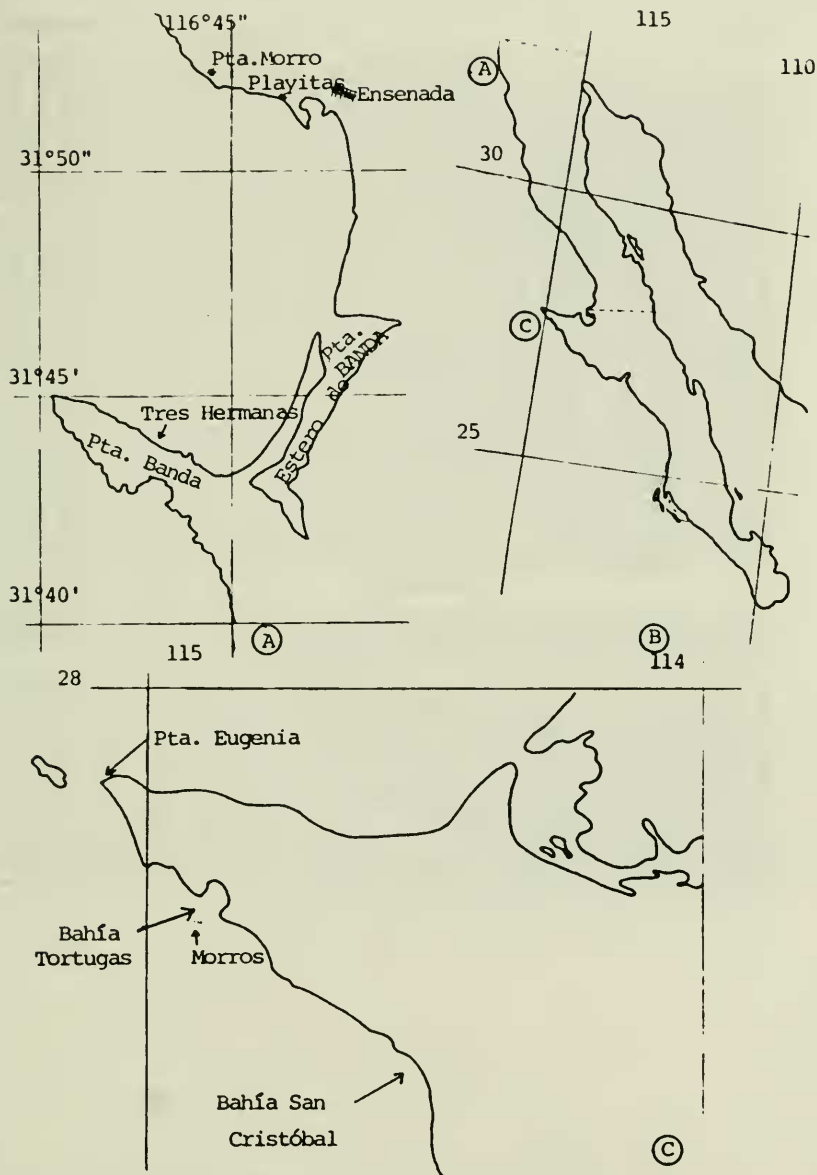 116°45"
Pta.Morro
Playitas
Ensenada
31°50"
Pta.
BANDA
Estero de
31°45'
Tres Hermanas
Pta. Banda
31°40'
A
115
110
A
30
C
25
B
115
114
28
Pta. Eugenia
Bahía
Tortugas
Morros
Bahía San
Cristóbal
C